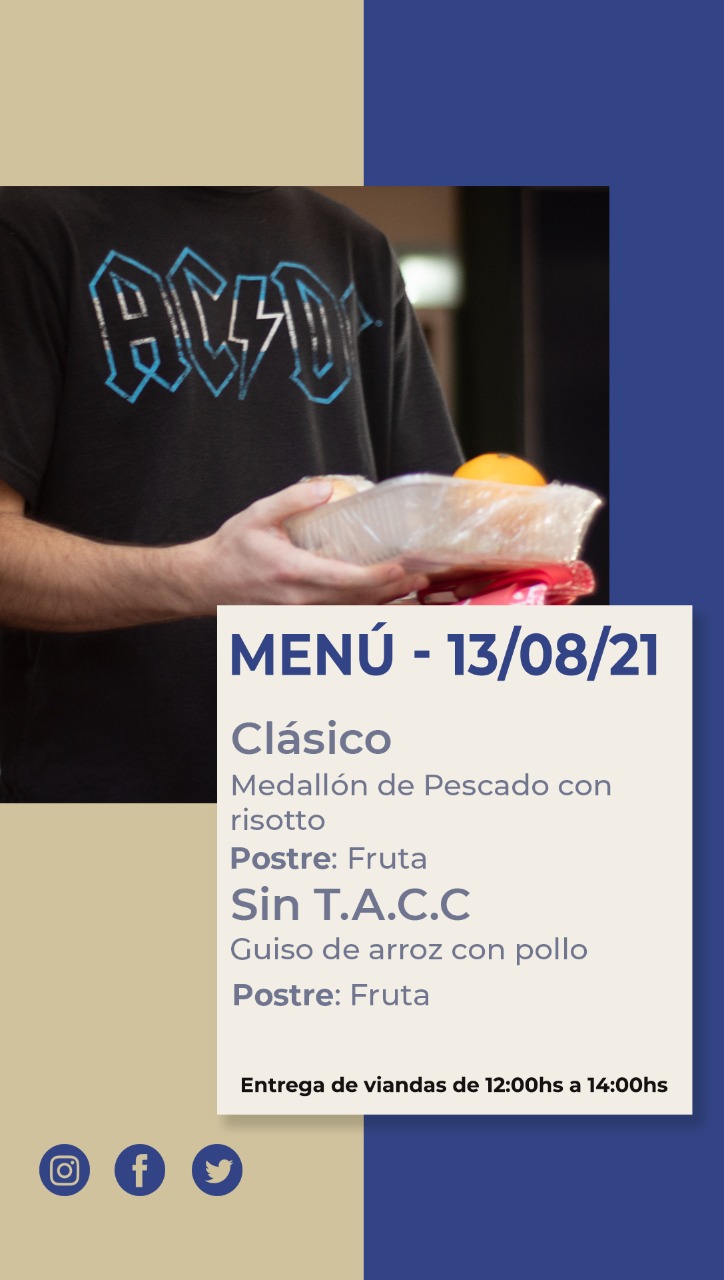 AC⚡D
MENÚ - 13/08/21
Clásico
Medallón de Pescado con
risotto
Postre: Fruta
Sin T.A.C.C
Guiso de arroz con pollo
Postre: Fruta
Entrega de viandas de 12:00hs a 14:00hs